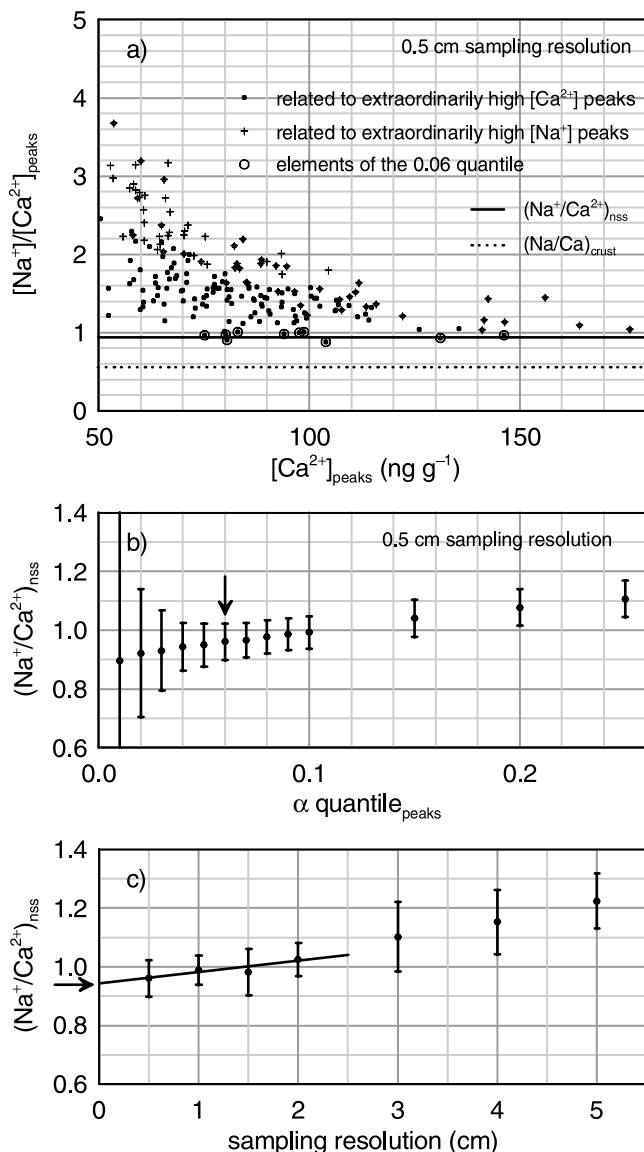 5
a)
0.5 cm sampling resolution
4
related to extraordinarily high [Ca²⁺] peaks
related to extraordinarily high [Na⁺] peaks
elements of the 0.06 quantile
3
(Na⁺/Ca²⁺)nss
(Na/Ca)crust
2
1
0
[Na⁺]/[Ca²⁺]peaks
50 100 150
[Ca²⁺]peaks (ng g⁻¹)
1.4
b)
0.5 cm sampling resolution
1.2
1.0
0.8
0.6
(Na⁺/Ca²⁺)nss
0.0 0.1 0.2
α quantilepeaks
1.4
c)
1.2
1.0
0.8
0.6
(Na⁺/Ca²⁺)nss
0 1 2 3 4 5
sampling resolution (cm)